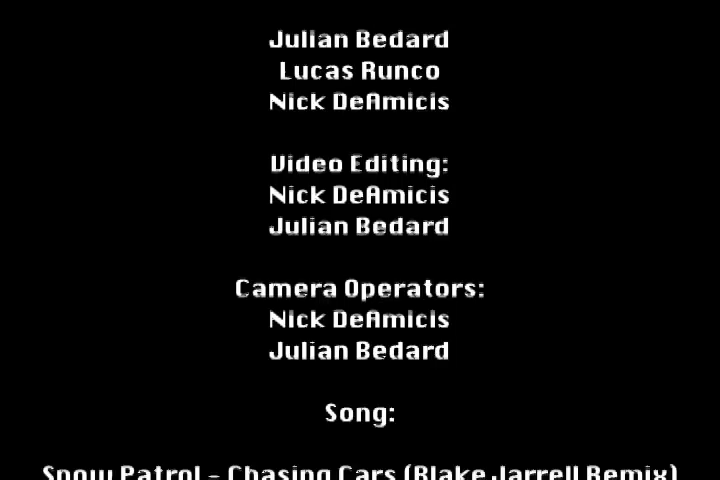 Julian Bedard
Lucas Runco
Nick DeAmicis
Video Editing:
Nick DeAmicis
Julian Bedard
Camera Operators:
Nick DeAmicis
Julian Bedard
Song:
Snow Patrol - Chasing Cars (Blake Jarrell Remix)